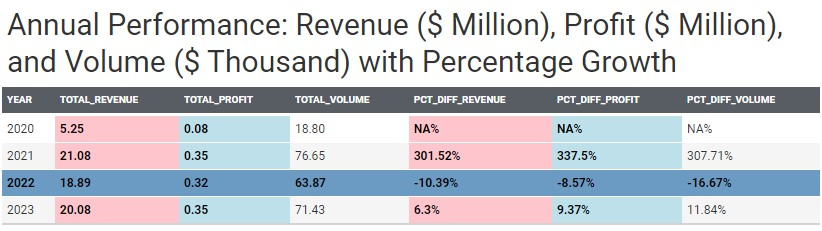 Annual Performance: Revenue ($ Million), Profit ($ Million),
and Volume ($ Thousand) with Percentage Growth
YEAR TOTAL_REVENUE TOTAL_PROFIT TOTAL_VOLUME PCT_DIFF_REVENUE PCT_DIFF_PROFIT PCT_DIFF_VOLUME
2020 5.25 0.08 18.80 NA% NA% NA%
2021 21.08 0.35 76.65 301.52% 337.5% 307.71%
2022 18.89 0.32 63.87 -10.39% -8.57% -16.67%
2023 20.08 0.35 71.43 6.3% 9.37% 11.84%